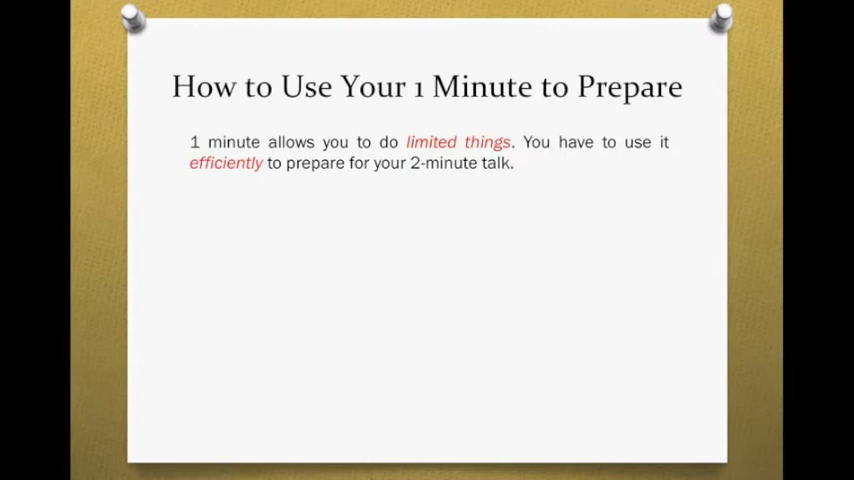 How to Use Your 1 Minute to Prepare
1 minute allows you to do limited things. You have to use it
efficiently to prepare for your 2-minute talk.